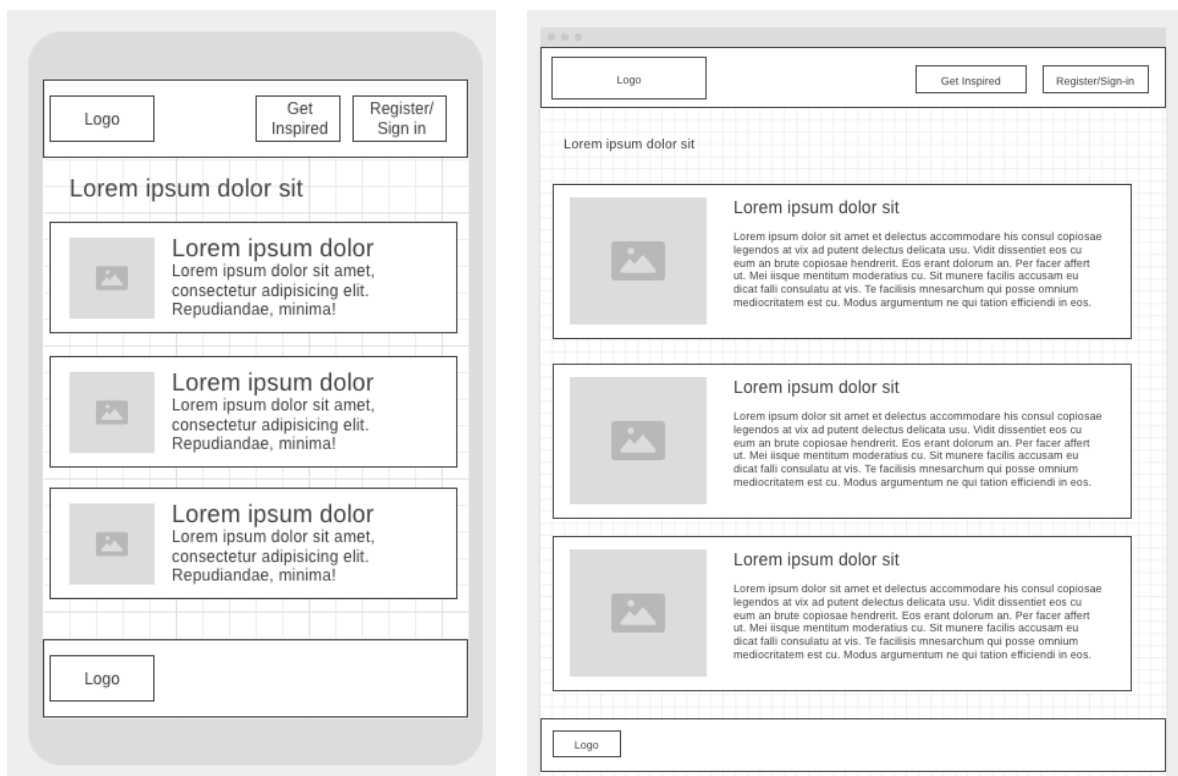 Logo
Get
Inspired
Register/
Sign in
Lorem ipsum dolor sit
Lorem ipsum dolor
Lorem ipsum dolor sit amet,
consectetur adipisicing elit.
Repudiandae, minima!
Lorem ipsum dolor
Lorem ipsum dolor sit amet,
consectetur adipisicing elit.
Repudiandae, minima!
Lorem ipsum dolor
Lorem ipsum dolor sit amet,
consectetur adipisicing elit.
Repudiandae, minima!
Logo
Logo
Get Inspired
Register/Sign-in
Lorem ipsum dolor sit
Lorem ipsum dolor sit
Lorem ipsum dolor sit amet et delectus accommodare his consul copiosae
legendos at vix ad putent delectus delicata usu. Vidit dissentiet eos cu
eum an brute copiosae hendrerit. Eos erant dolorum an. Per facer affert
ut. Mei iisque mentitum moderatius cu. Sit munere facilis accusam eu
dicat falli consulatu at vis. Te facilisis mnesarchum qui posse omnium
mediocritatem est cu. Modus argumentum ne qui tation efficiendi in eos.
Lorem ipsum dolor sit
Lorem ipsum dolor sit amet et delectus accommodare his consul copiosae
legendos at vix ad putent delectus delicata usu. Vidit dissentiet eos cu
eum an brute copiosae hendrerit. Eos erant dolorum an. Per facer affert
ut. Mei iisque mentitum moderatius cu. Sit munere facilis accusam eu
dicat falli consulatu at vis. Te facilisis mnesarchum qui posse omnium
mediocritatem est cu. Modus argumentum ne qui tation efficiendi in eos.
Lorem ipsum dolor sit
Lorem ipsum dolor sit amet et delectus accommodare his consul copiosae
legendos at vix ad putent delectus delicata usu. Vidit dissentiet eos cu
eum an brute copiosae hendrerit. Eos erant dolorum an. Per facer affert
ut. Mei iisque mentitum moderatius cu. Sit munere facilis accusam eu
dicat falli consulatu at vis. Te facilisis mnesarchum qui posse omnium
mediocritatem est cu. Modus argumentum ne qui tation efficiendi in eos.
Logo